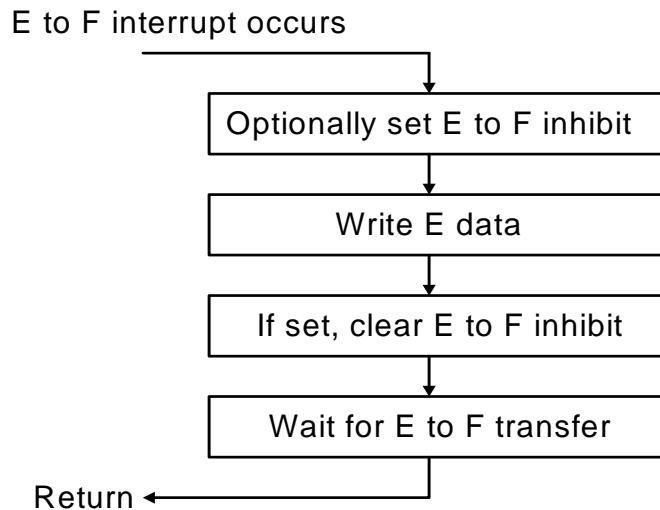 E to F interrupt occurs
Optionally set E to F inhibit
Write E data
If set, clear E to F inhibit
Wait for E to F transfer
Return